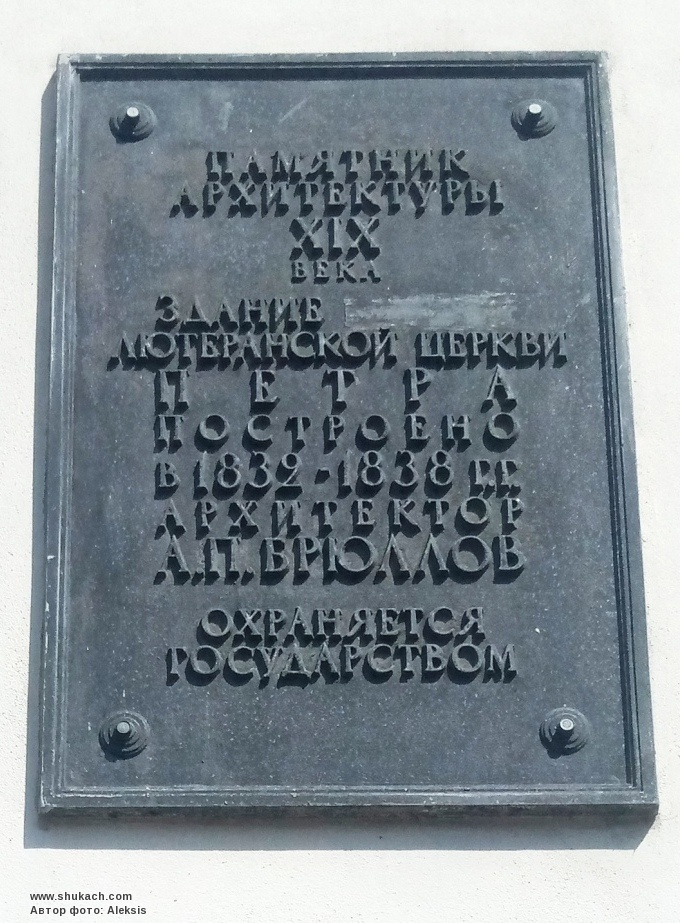 ПАМЯТНИК
АРХИТЕКТУРЫ
XIX
ВЕКА
ЗДАНИЕ
ЛЮТЕРАНСКОЙ ЦЕРКВИ
ПЕТРА
ПОСТРОЕНО
В 1832-1838 Г.Г.
АРХИТЕКТОР
А.П. БРЮЛЛОВ
ОХРАНЯЕТСЯ
ГОСУДАРСТВОМ
www.shukach.com
Автор фото: Aleksis